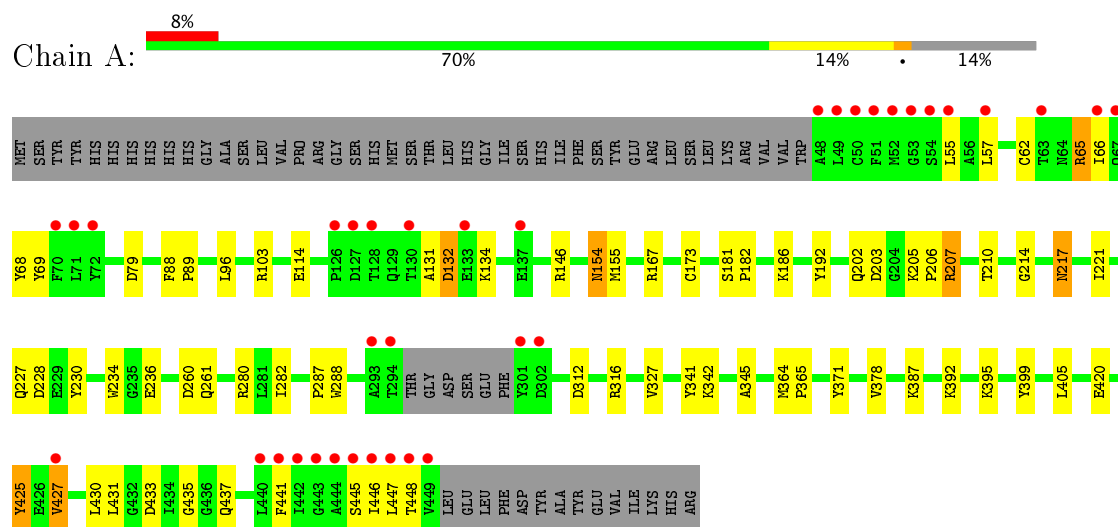 8%
Chain A:
70% 14% • 14%
MET SER TYR TYR HIS HIS HIS HIS HIS HIS GLY ALA SER LEU VAL PRO ARG GLY SER HIS MET SER THR LEU HIS GLY ILE SER HIS ILE PHE SER TYR GLU ARG LEU SER LEU LYS ARG VAL VAL TRP A48 L49 C50 F51 M52 G53 S54 L55 A56 L57 C62 T63 N64 R65 I66
Y68 Y69 F70 L71 Y72 D79 F88 P89 L96 R103 E114 P126 D127 T128 Q129 T130 A131 D132 E133 K134 E137 R146 N154 M155 R167 C173 S181 P182 K186 Y192 Q202 D203 G204 K205 P206 R207 T210 G214 N217 I221
Q227 D228 E229 Y230 W234 G235 E236 D260 Q261 R280 L281 I282 P287 W288 A293 T294 THR GLY ASP SER GLU PHE Y301 D302 D312 R316 V327 Y341 K342 A345 M364 P365 Y371 V378 K387 K392 K395 Y399 L405 E420
Y425 E426 V427 L430 L431 G432 D433 I434 G435 G436 Q437 L440 F441 I442 G443 A444 S445 I446 L447 T448 V449 LEU GLU LEU PHE ASP TYR ALA TYR GLU VAL ILE LYS HIS ARG